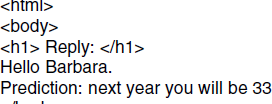 <html>
<body>
<h1> Reply: </h1>
Hello Barbara.
Prediction: next year you will be 33